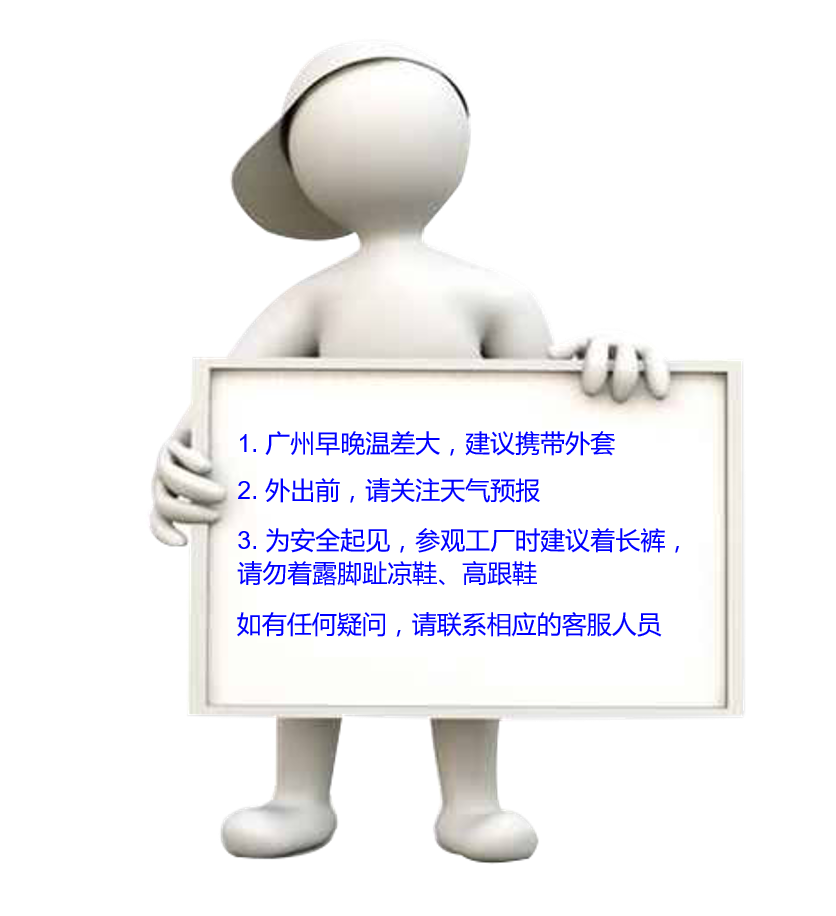 1. 广州早晚温差大，建议携带外套
2. 外出前，请关注天气预报
3. 为安全起见，参观工厂时建议着长裤，
请勿着露脚趾凉鞋、高跟鞋
如有任何疑问，请联系相应的客服人员